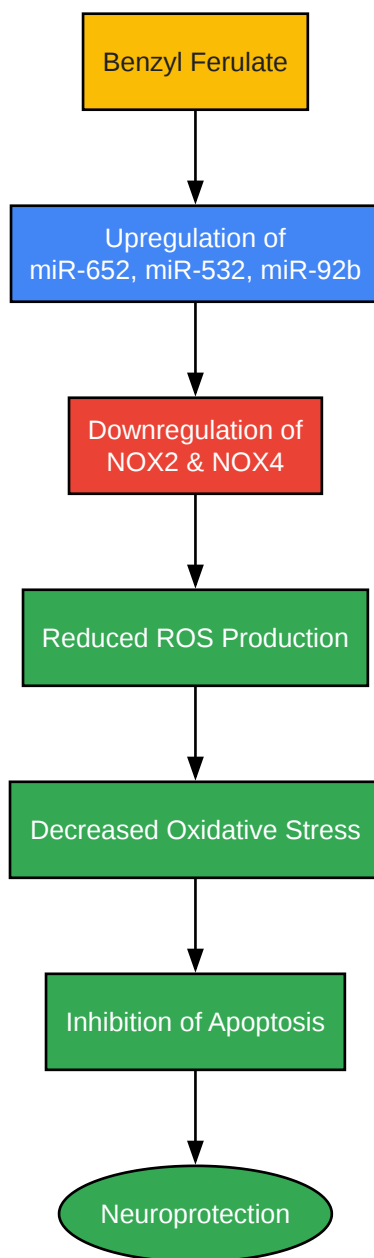 Benzyl Ferulate
Upregulation of
miR-652, miR-532, miR-92b
Downregulation of
NOX2 & NOX4
Reduced ROS Production
Decreased Oxidative Stress
Inhibition of Apoptosis
Neuroprotection